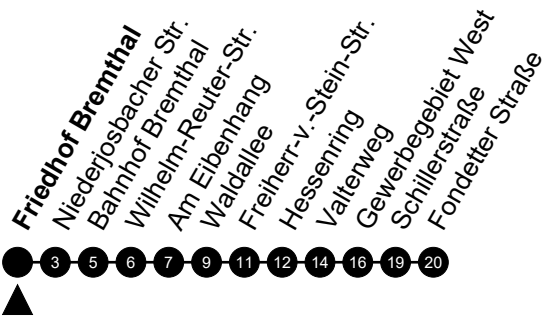 Friedhof Bremthal
Niederjosbacher Str.
Bahnhof Bremthal
Wilhelm-Reuter-Str.
Am Eibenhang
Waldallee
Freiherr-v.-Stein-Str.
Hessenring
Valterweg
Gewerbegebiet West
Schillerstraße
Fondetter Straße
3 5 6 7 9 11 12 14 16 19 20